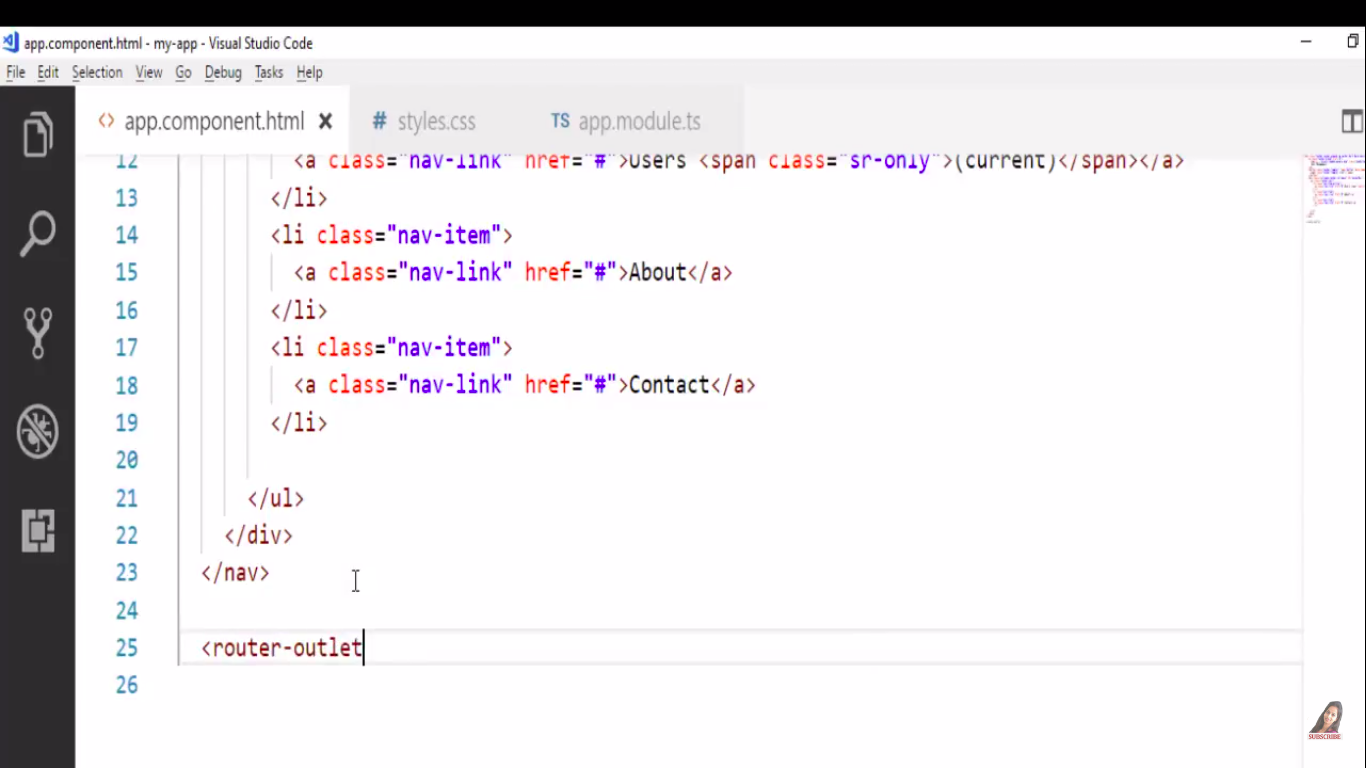 app.component.html - my-app - Visual Studio Code
File Edit Selection View Go Debug Tasks Help
<> app.component.html × # styles.css TS app.module.ts
12 <a class="nav-link" href="#">Users <span class="sr-only">(current)</span></a>
13 </li>
14 <li class="nav-item">
15 <a class="nav-link" href="#">About</a>
16 </li>
17 <li class="nav-item">
18 <a class="nav-link" href="#">Contact</a>
19 </li>
20
21 </ul>
22 </div>
23 </nav>
24
25 <router-outlet
26
SUBSCRIBE